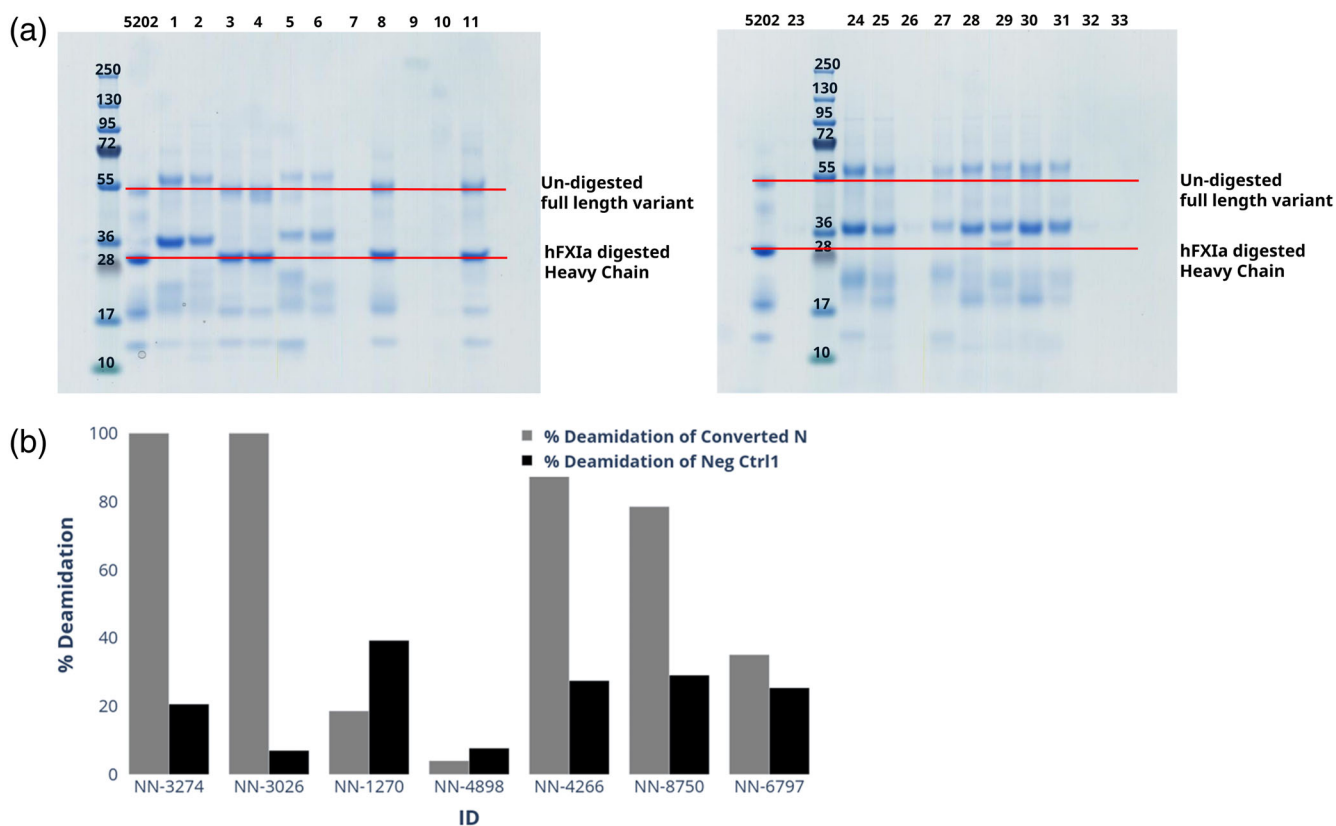 (a)
5202 1 2 3 4 5 6 7 8 9 10 11
250
130
95
72
55
36
28
17
10
Un-digested
full length variant
hFXIa digested
Heavy Chain
5202 23 24 25 26 27 28 29 30 31 32 33
250
130
95
72
55
36
28
17
10
Un-digested
full length variant
hFXIa digested
Heavy Chain
(b)
% Deamidation of Converted N
% Deamidation of Neg Ctrl1
% Deamidation
100
80
60
40
20
0
NN-3274 NN-3026 NN-1270 NN-4898 NN-4266 NN-8750 NN-6797
ID